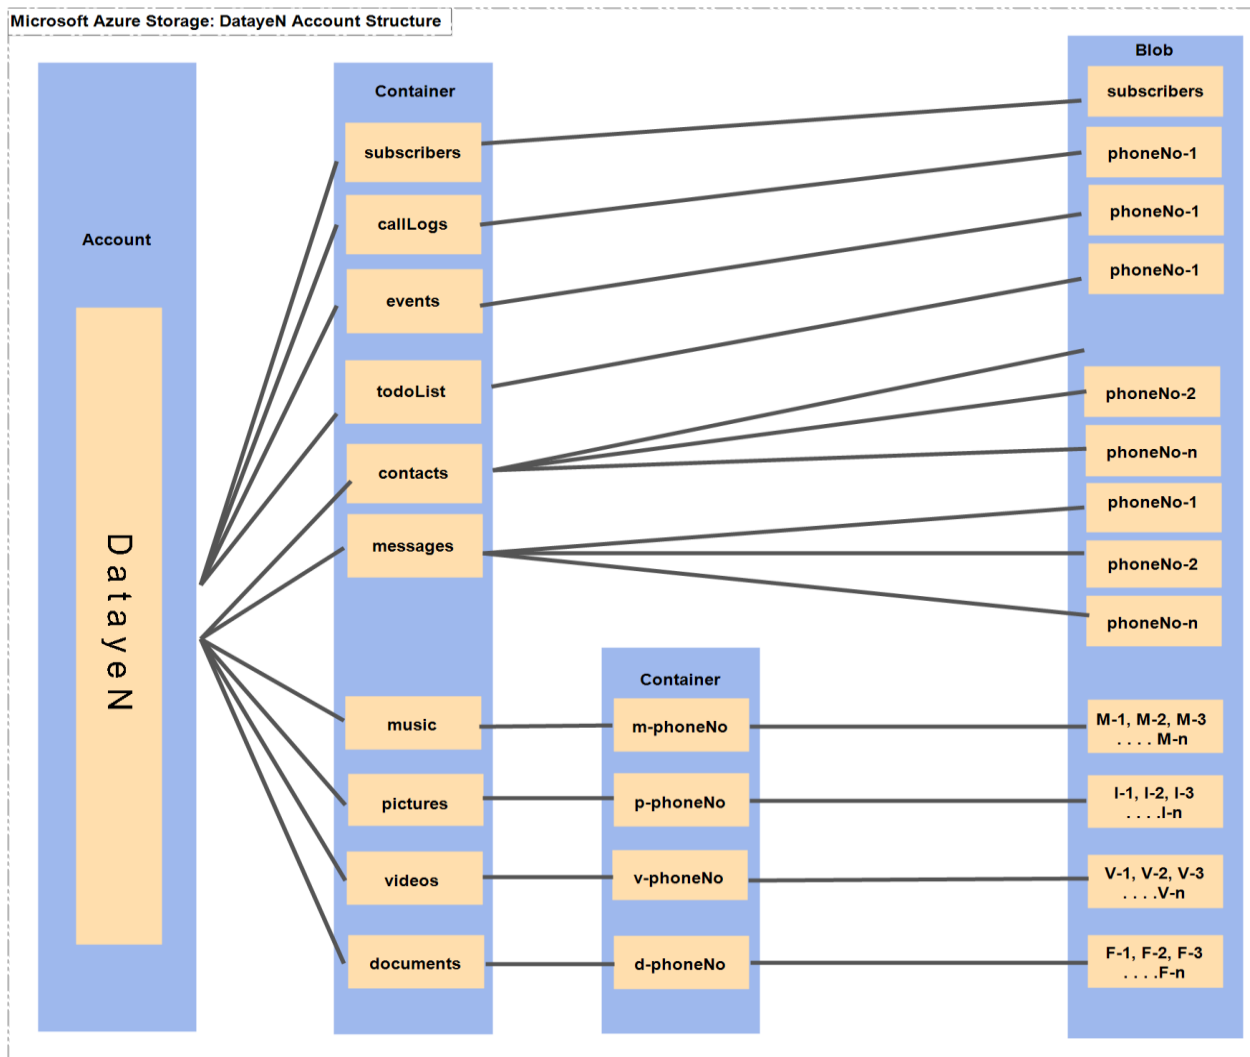 Microsoft Azure Storage: DatayeN Account Structure
Account
DatayeN
Container
subscribers
callLogs
events
todoList
contacts
messages
music
pictures
videos
documents
Container
m-phoneNo
p-phoneNo
v-phoneNo
d-phoneNo
Blob
subscribers
phoneNo-1
phoneNo-1
phoneNo-1
phoneNo-2
phoneNo-n
phoneNo-1
phoneNo-2
phoneNo-n
M-1, M-2, M-3
. . . . M-n
I-1, I-2, I-3
. . . .I-n
V-1, V-2, V-3
. . . .V-n
F-1, F-2, F-3
. . . .F-n